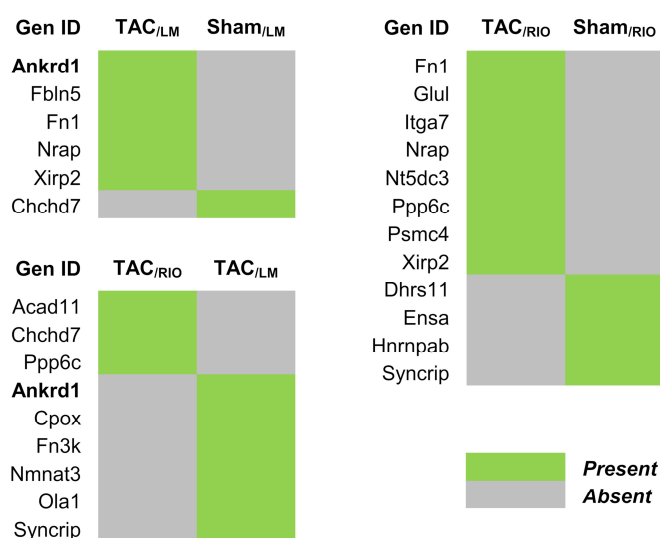 Gen ID TAC/LM Sham/LM
Ankrd1
Fbln5
Fn1
Nrap
Xirp2
Chchd7
Gen ID TAC/RIO TAC/LM
Acad11
Chchd7
Ppp6c
Ankrd1
Cpox
Fn3k
Nmnat3
Ola1
Syncrip
Gen ID TAC/RIO Sham/RIO
Fn1
Glul
Itga7
Nrap
Nt5dc3
Ppp6c
Psmc4
Xirp2
Dhrs11
Ensa
Hnrnpab
Syncrip
Present
Absent